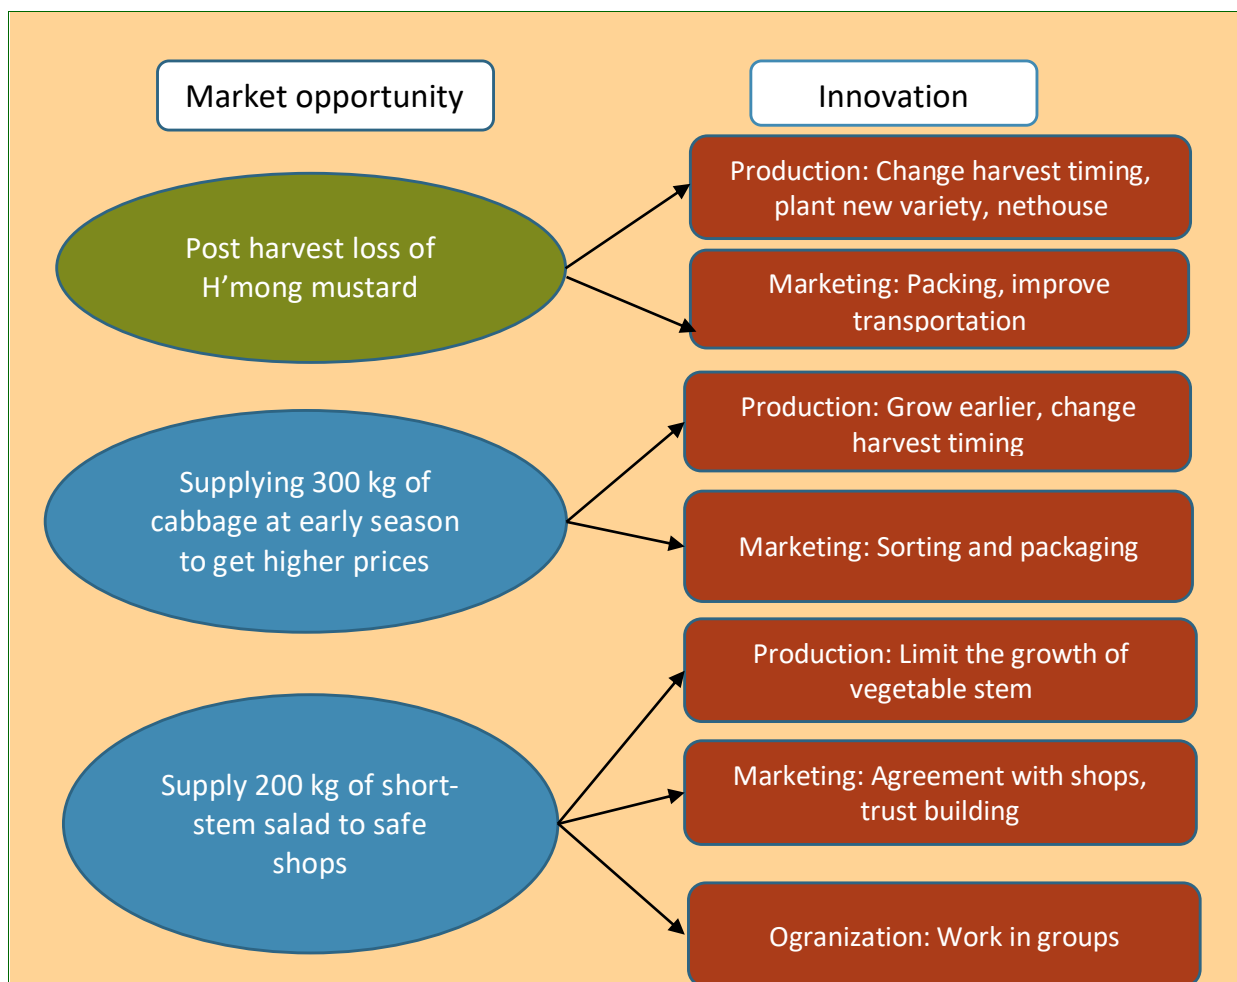 Market opportunity
Innovation
Post harvest loss of
H’mong mustard
Production: Change harvest timing,
plant new variety, nethouse
Marketing: Packing, improve
transportation
Supplying 300 kg of
cabbage at early season
to get higher prices
Production: Grow earlier, change
harvest timing
Marketing: Sorting and packaging
Supply 200 kg of short-
stem salad to safe
shops
Production: Limit the growth of
vegetable stem
Marketing: Agreement with shops,
trust building
Ogranization: Work in groups